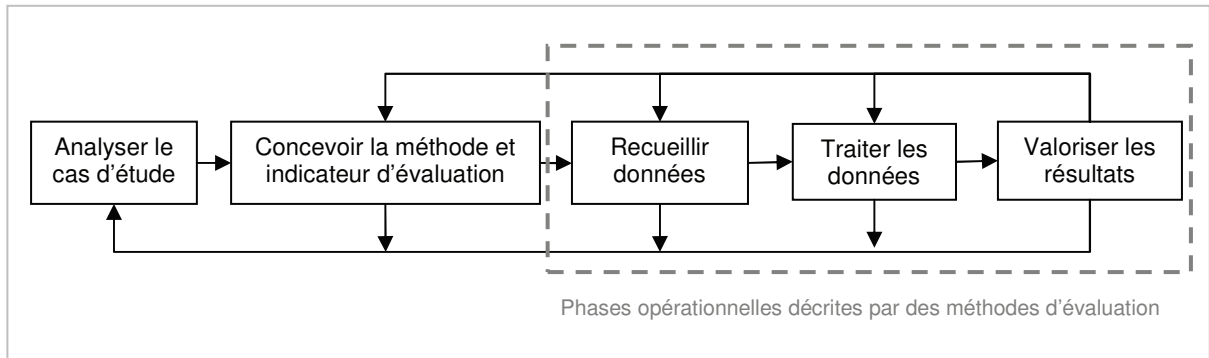 Analyser le
cas d'étude
Concevoir la méthode et
indicateur d'évaluation
Recueillir
données
Traiter les
données
Valoriser les
résultats
Phases opérationnelles décrites par des méthodes d'évaluation